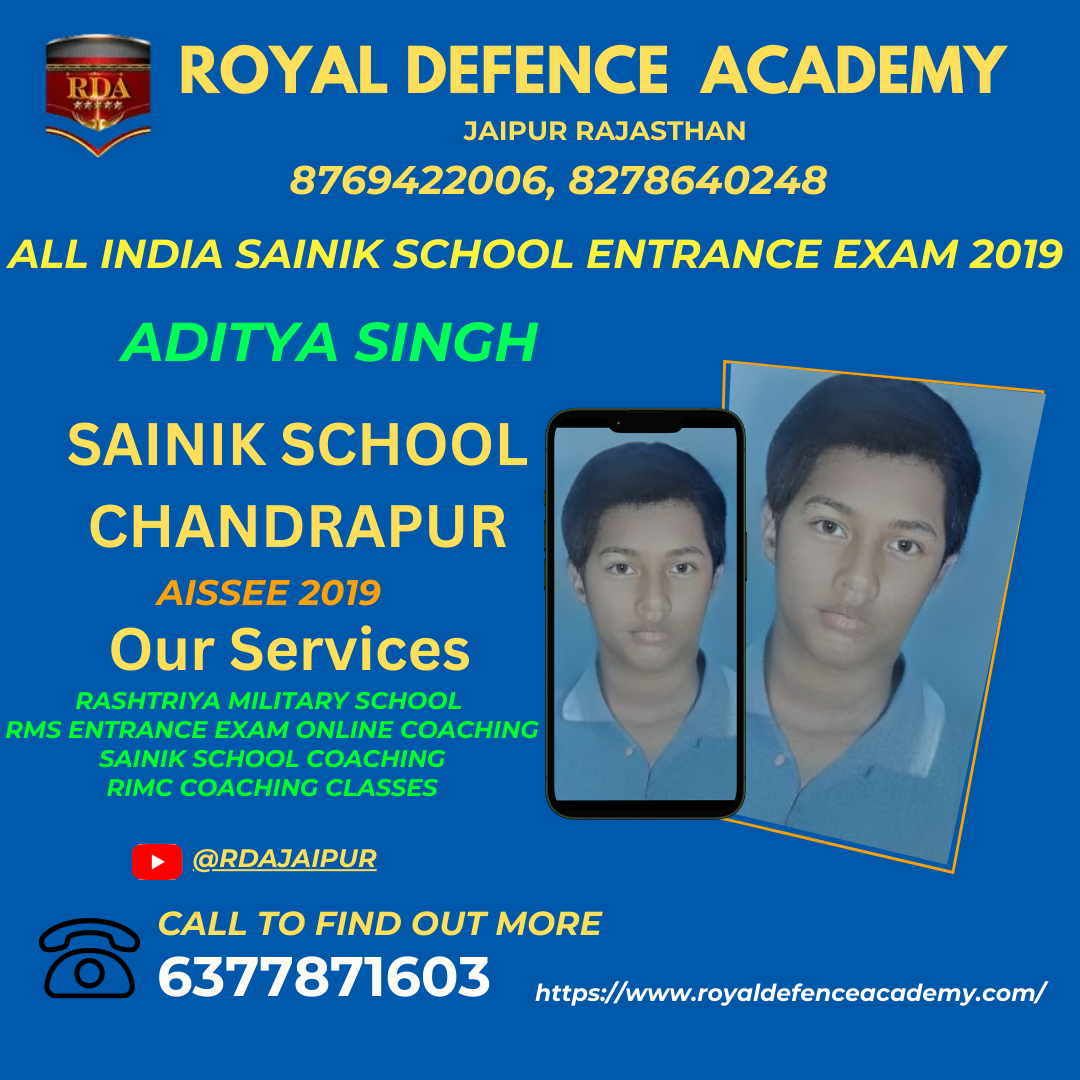 RDA
ROYAL DEFENCE ACADEMY
JAIPUR RAJASTHAN
8769422006, 8278640248
ALL INDIA SAINIK SCHOOL ENTRANCE EXAM 2019
ADITYA SINGH
SAINIK SCHOOL
CHANDRAPUR
AISSEE 2019
Our Services
RASHTRIYA MILITARY SCHOOL
RMS ENTRANCE EXAM ONLINE COACHING
SAINIK SCHOOL COACHING
RIMC COACHING CLASSES
@RDAJAIPUR
CALL TO FIND OUT MORE
6377871603
https://www.royaldefenceacademy.com/